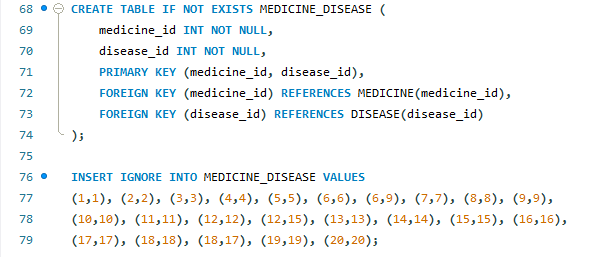 68 CREATE TABLE IF NOT EXISTS MEDICINE_DISEASE (
69 medicine_id INT NOT NULL,
70 disease_id INT NOT NULL,
71 PRIMARY KEY (medicine_id, disease_id),
72 FOREIGN KEY (medicine_id) REFERENCES MEDICINE(medicine_id),
73 FOREIGN KEY (disease_id) REFERENCES DISEASE(disease_id)
74 );
75
76 INSERT IGNORE INTO MEDICINE_DISEASE VALUES
77 (1,1), (2,2), (3,3), (4,4), (5,5), (6,6), (6,9), (7,7), (8,8), (9,9),
78 (10,10), (11,11), (12,12), (12,15), (13,13), (14,14), (15,15), (16,16),
79 (17,17), (18,18), (18,17), (19,19), (20,20);